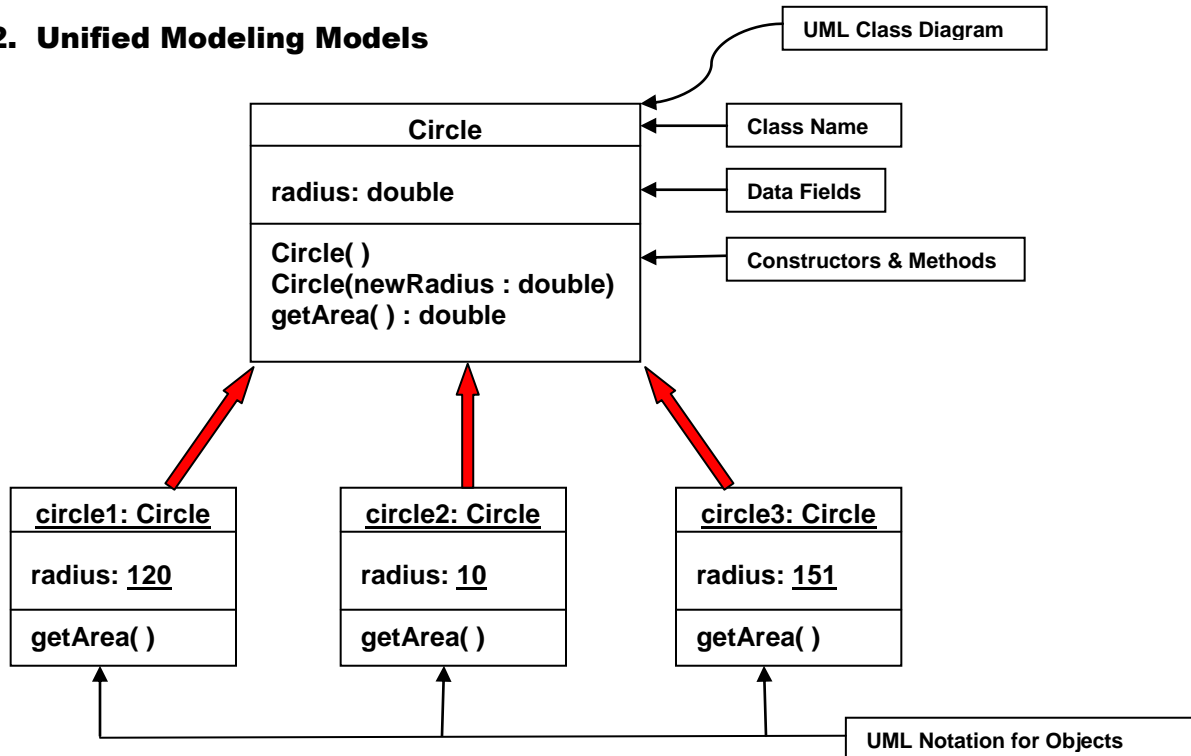 2. Unified Modeling Models
UML Class Diagram
Circle
Class Name
radius: double
Data Fields
Circle( )
Circle(newRadius : double)
getArea( ) : double
Constructors & Methods
circle1: Circle
radius: 120
getArea( )
circle2: Circle
radius: 10
getArea( )
circle3: Circle
radius: 151
getArea( )
UML Notation for Objects